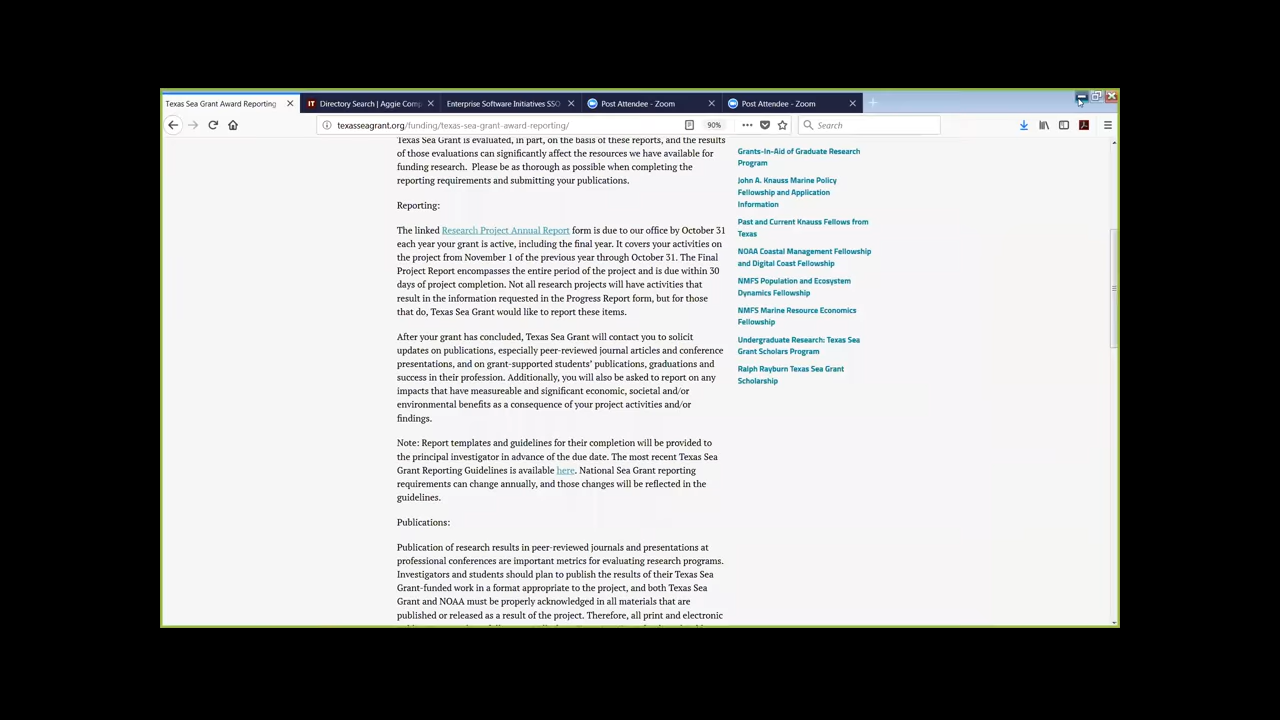 Texas Sea Grant Award Reporting
IT Directory Search | Aggie Com
Enterprise Software Initiatives SSO
Post Attendee - Zoom
Post Attendee - Zoom
texasseagrant.org/funding/texas-sea-grant-award-reporting/
90%
Search
Texas Sea Grant is evaluated, in part, on the basis of these reports, and the results
of those evaluations can significantly affect the resources we have available for
funding research. Please be as thorough as possible when completing the
reporting requirements and submitting your publications.
Reporting:
The linked Research Project Annual Report form is due to our office by October 31
each year your grant is active, including the final year. It covers your activities on
the project from November 1 of the previous year through October 31. The Final
Project Report encompasses the entire period of the project and is due within 30
days of project completion. Not all research projects will have activities that
result in the information requested in the Progress Report form, but for those
that do, Texas Sea Grant would like to report these items.
After your grant has concluded, Texas Sea Grant will contact you to solicit
updates on publications, especially peer-reviewed journal articles and conference
presentations, and on grant-supported students' publications, graduations and
success in their profession. Additionally, you will also be asked to report on any
impacts that have measureable and significant economic, societal and/or
environmental benefits as a consequence of your project activities and/or
findings.
Note: Report templates and guidelines for their completion will be provided to
the principal investigator in advance of the due date. The most recent Texas Sea
Grant Reporting Guidelines is available here. National Sea Grant reporting
requirements can change annually, and those changes will be reflected in the
guidelines.
Publications:
Publication of research results in peer-reviewed journals and presentations at
professional conferences are important metrics for evaluating research programs.
Investigators and students should plan to publish the results of their Texas Sea
Grant-funded work in a format appropriate to the project, and both Texas Sea
Grant and NOAA must be properly acknowledged in all materials that are
published or released as a result of the project. Therefore, all print and electronic
Grants-In-Aid of Graduate Research
Program
John A. Knauss Marine Policy
Fellowship and Application
Information
Past and Current Knauss Fellows from
Texas
NOAA Coastal Management Fellowship
and Digital Coast Fellowship
NMFS Population and Ecosystem
Dynamics Fellowship
NMFS Marine Resource Economics
Fellowship
Undergraduate Research: Texas Sea
Grant Scholars Program
Ralph Rayburn Texas Sea Grant
Scholarship